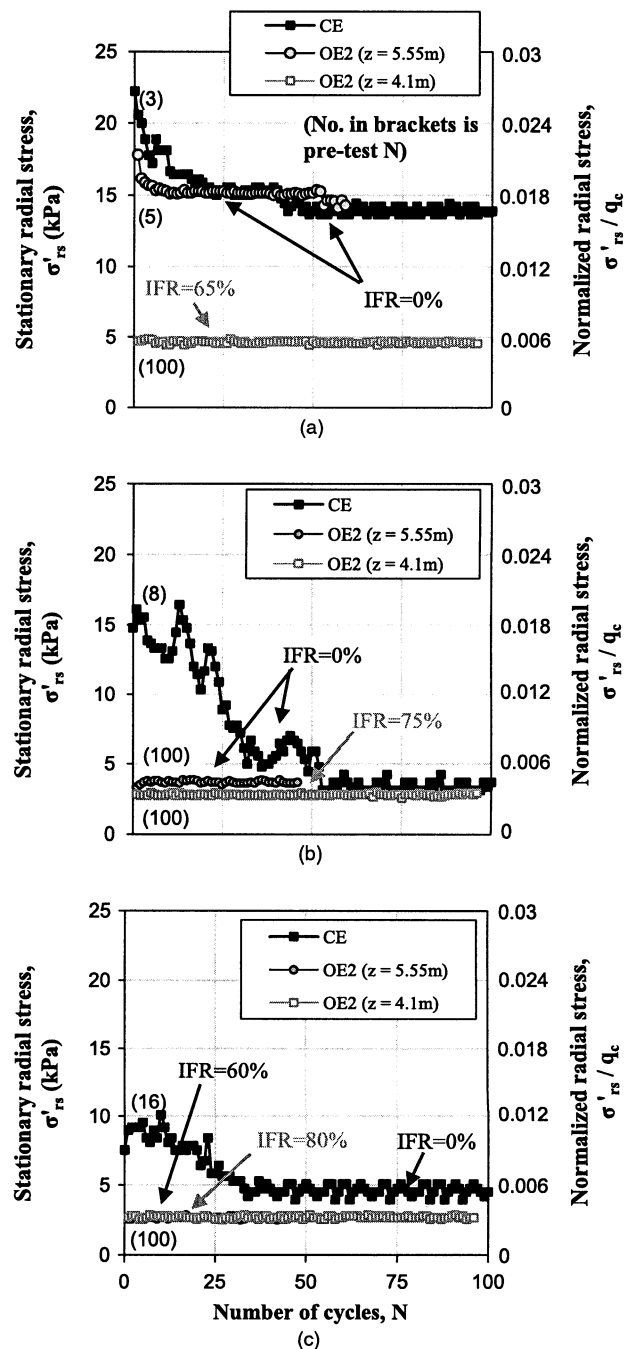 CE
OE2 (z = 5.55m)
OE2 (z = 4.1m)
25
20
15
10
5
0
0.03
0.024
0.018
0.012
0.006
0
Stationary radial stress,
σ'rs (kPa)
Normalized radial stress
σ'rs / qc
(3)
(No. in brackets is
pre-test N)
(5)
IFR=65%
IFR=0%
(100)
(a)
CE
OE2 (z = 5.55m)
OE2 (z = 4.1m)
25
20
15
10
5
0
0.03
0.024
0.018
0.012
0.006
0
Stationary radial stress,
σ'rs (kPa)
Normalized radial stress
σ'rs / qc
(8)
IFR=0%
IFR=75%
(100)
(100)
(b)
CE
OE2 (z = 5.55m)
OE2 (z = 4.1m)
25
20
15
10
5
0
0.03
0.024
0.018
0.012
0.006
0
Stationary radial stress,
σ'rs (kPa)
Normalized radial stress
σ'rs / qc
IFR=60%
(16)
IFR=80%
IFR=0%
(100)
0 25 50 75 100
Number of cycles, N
(c)